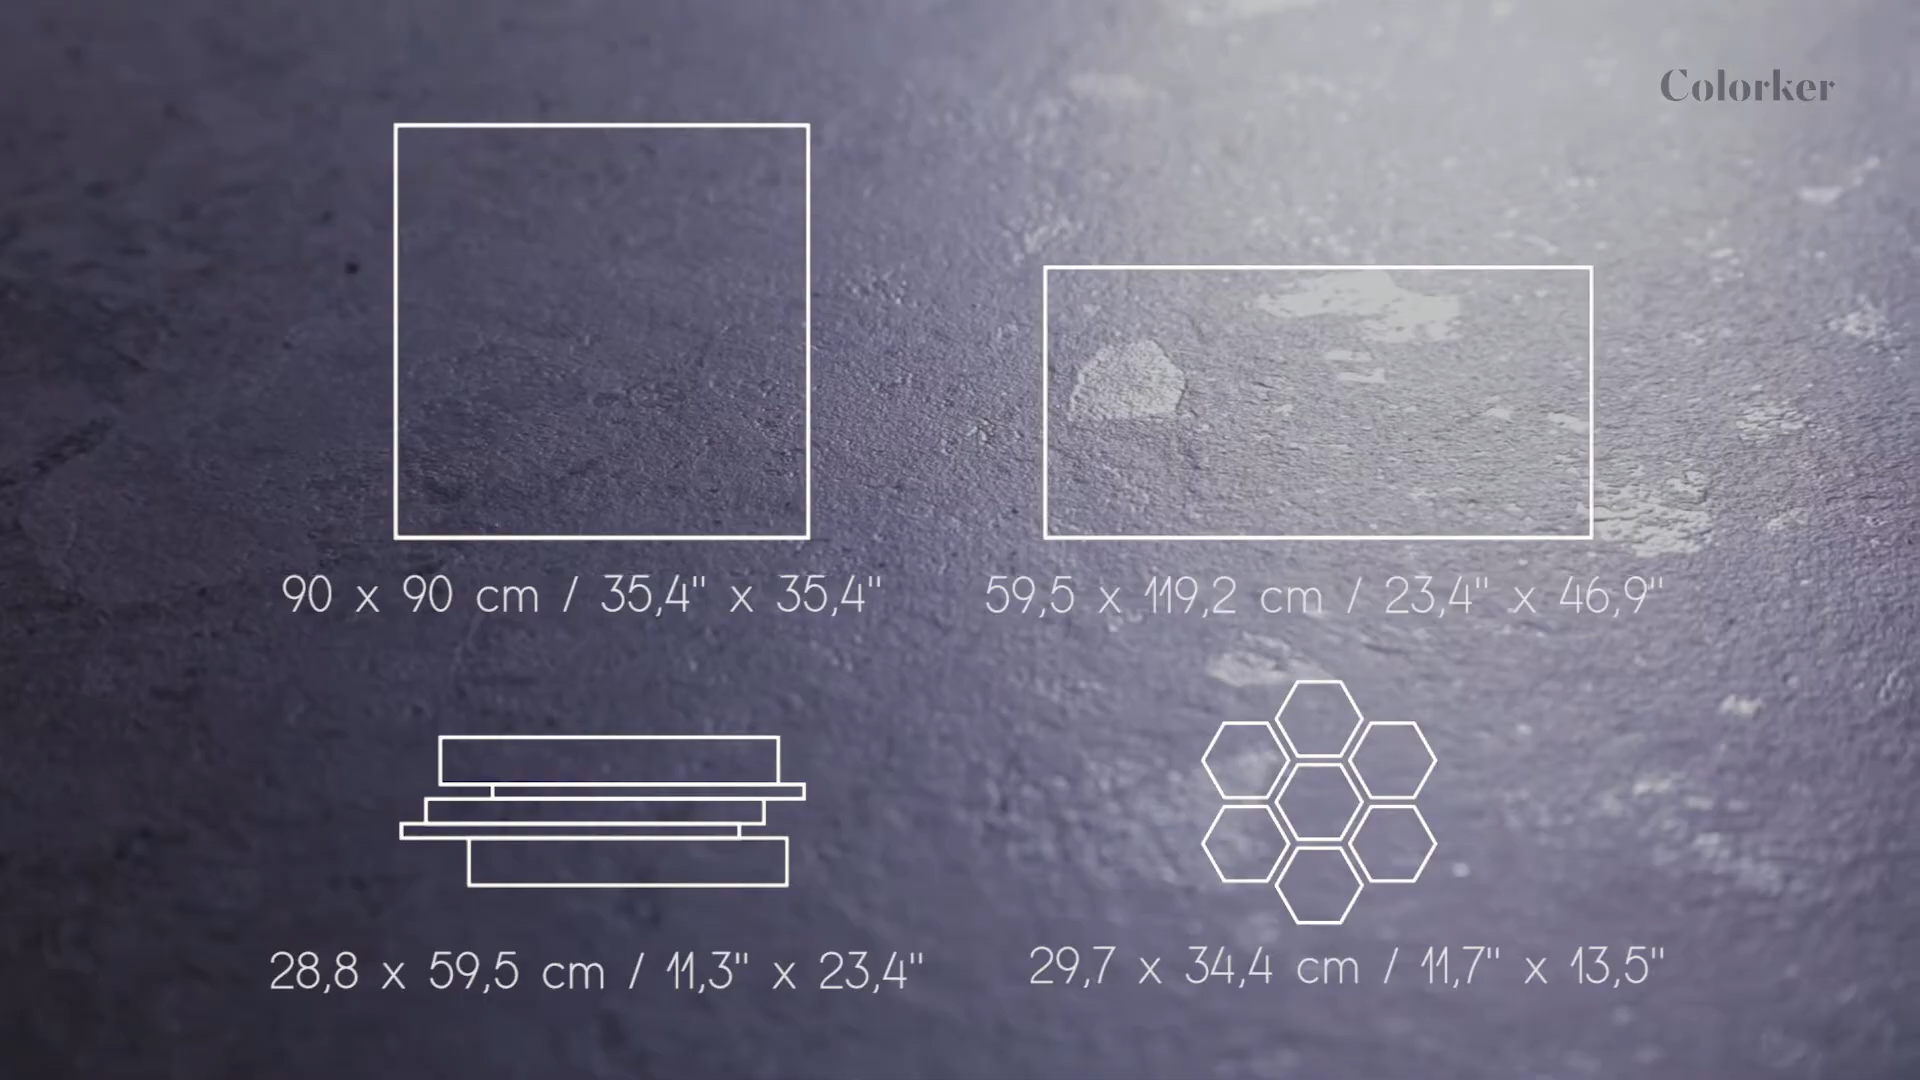 Colorker
90 x 90 cm / 35,4" x 35,4"
59,5 x 119,2 cm / 23,4" x 46,9"
28,8 x 59,5 cm / 11,3" x 23,4"
29,7 x 34,4 cm / 11,7" x 13,5"